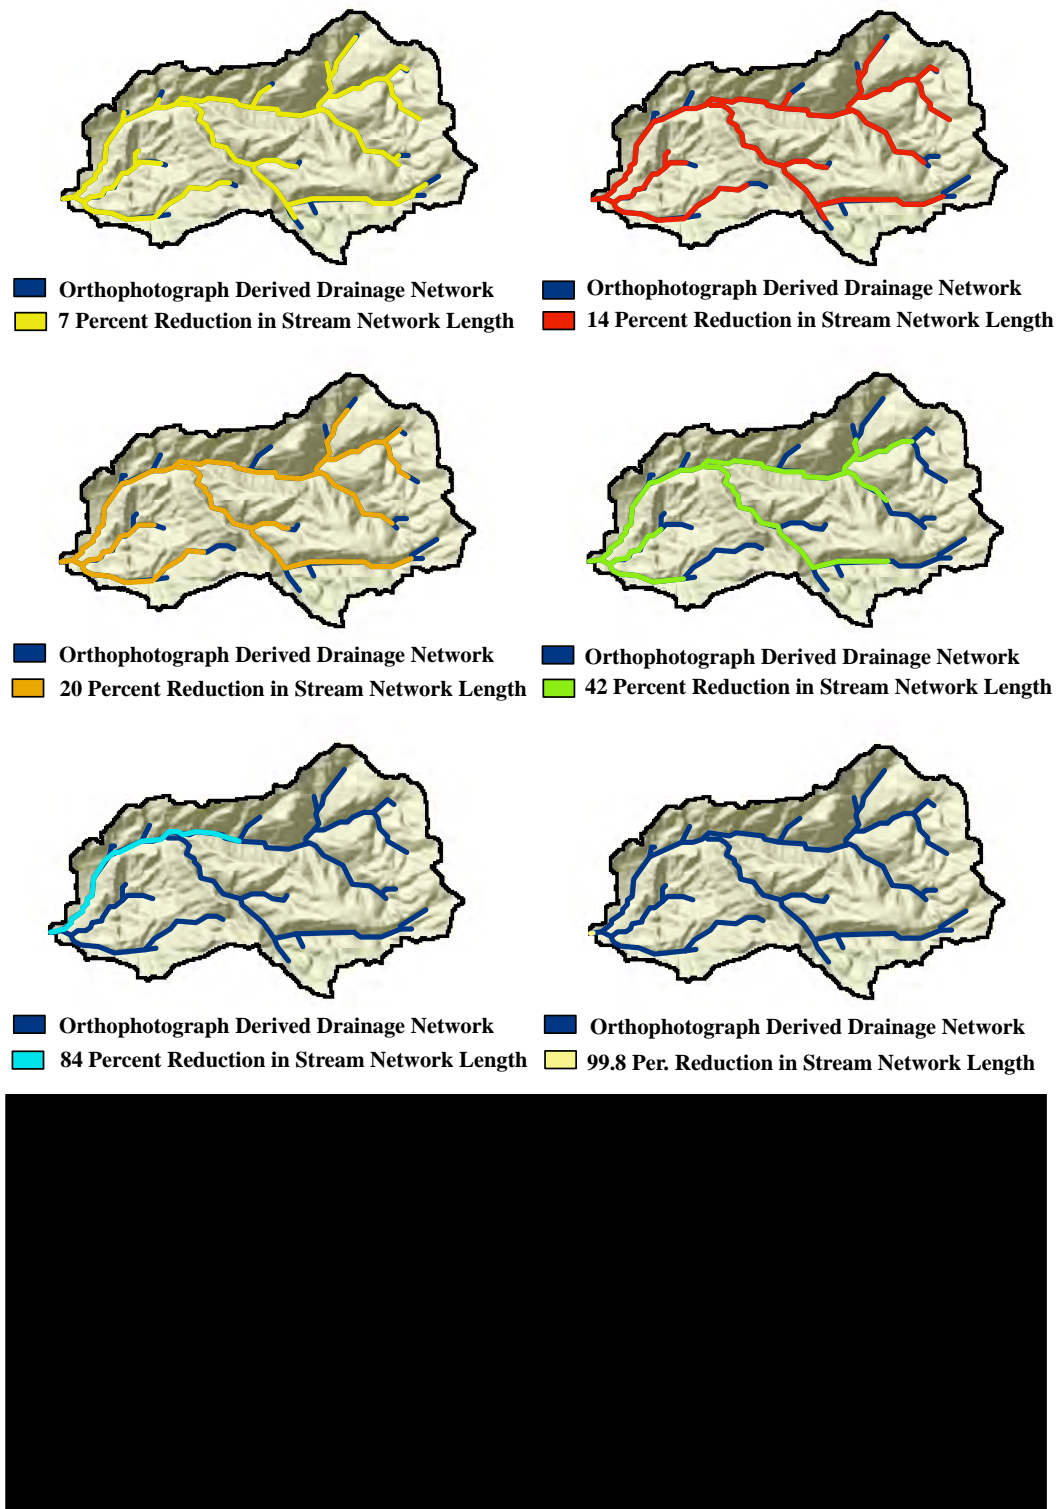 Orthophotograph Derived Drainage Network
7 Percent Reduction in Stream Network Length
Orthophotograph Derived Drainage Network
14 Percent Reduction in Stream Network Length
Orthophotograph Derived Drainage Network
20 Percent Reduction in Stream Network Length
Orthophotograph Derived Drainage Network
42 Percent Reduction in Stream Network Length
Orthophotograph Derived Drainage Network
84 Percent Reduction in Stream Network Length
Orthophotograph Derived Drainage Network
99.8 Per. Reduction in Stream Network Length